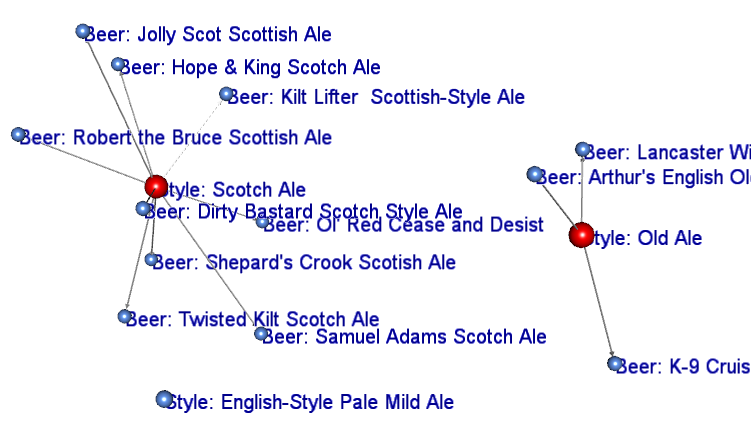 Beer: Jolly Scot Scottish Ale
Beer: Hope & King Scotch Ale
Beer: Kilt Lifter Scottish-Style Ale
Beer: Robert the Bruce Scottish Ale
Beer: Lancaster Wi
Beer: Arthur's English Ol
Style: Scotch Ale
Beer: Dirty Bastard Scotch Style Ale
Beer: Ol' Red Cease and Desist
Style: Old Ale
Beer: Shepard's Crook Scotish Ale
Beer: Twisted Kilt Scotch Ale
Beer: Samuel Adams Scotch Ale
Beer: K-9 Cruis
Style: English-Style Pale Mild Ale